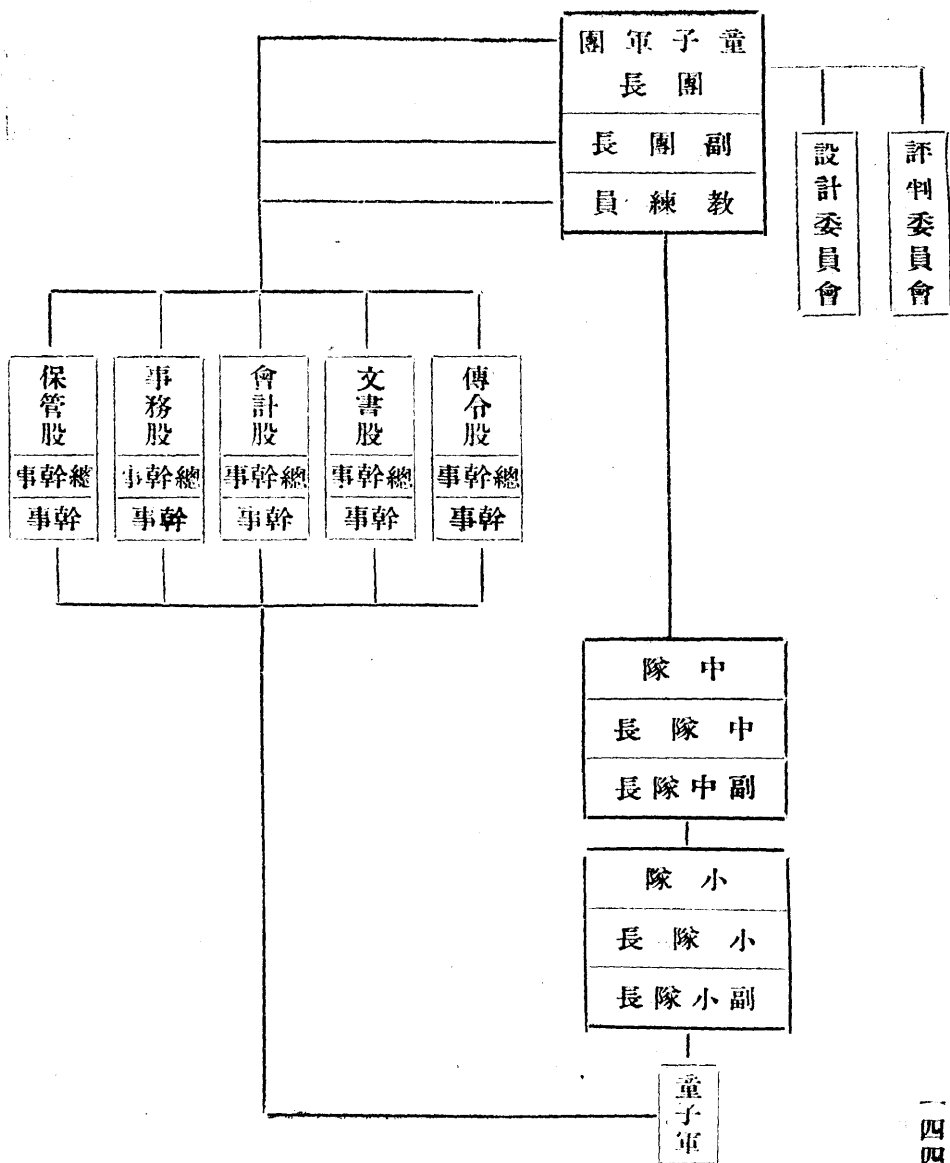 童子軍團
團長
副團長
教練員
評判委員會
設計委員會
傳令股
總幹事
幹事
文書股
總幹事
幹事
會計股
總幹事
幹事
事務股
總幹事
幹事
保管股
總幹事
幹事
中隊
中隊長
副中隊長
小隊
小隊長
副小隊長
童子軍
一四四